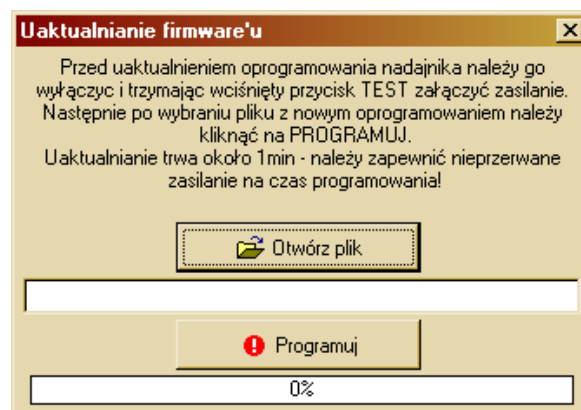 Uaktualnianie firmware'u
Przed uaktualnieniem oprogramowania nadajnika należy go
wyłączyc i trzymając wciśnięty przycisk TEST załączyć zasilanie.
Następnie po wybraniu pliku z nowym oprogramowaniem należy
kliknąć na PROGRAMUJ.
Uaktualnianie trwa około 1min - należy zapewnić nieprzerwane
zasilanie na czas programowania!
Otwórz plik
Programuj
0%